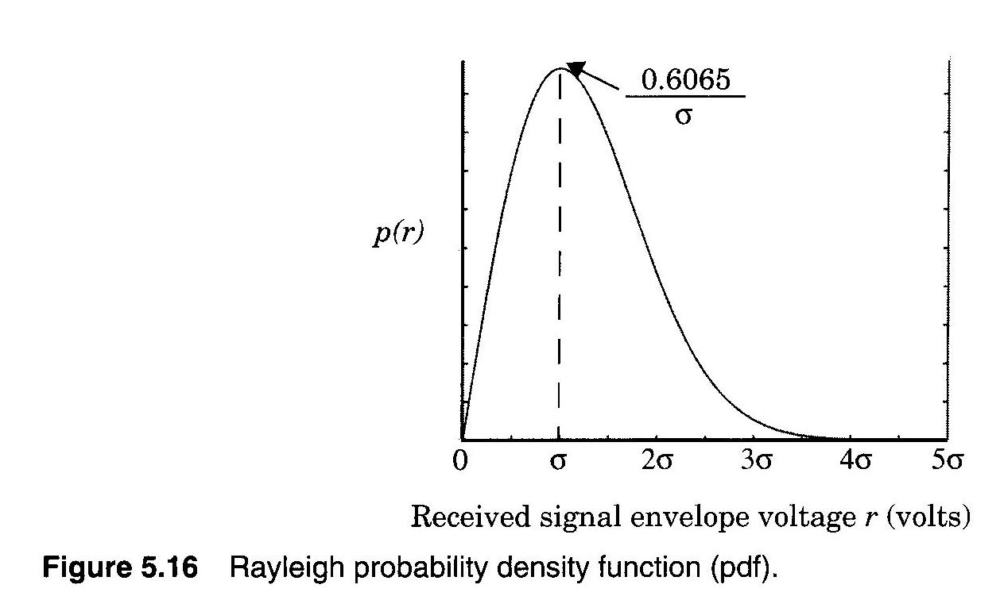 0.6065
σ
p(r)
0 σ 2σ 3σ 4σ 5σ
Received signal envelope voltage r (volts)
Figure 5.16 Rayleigh probability density function (pdf).